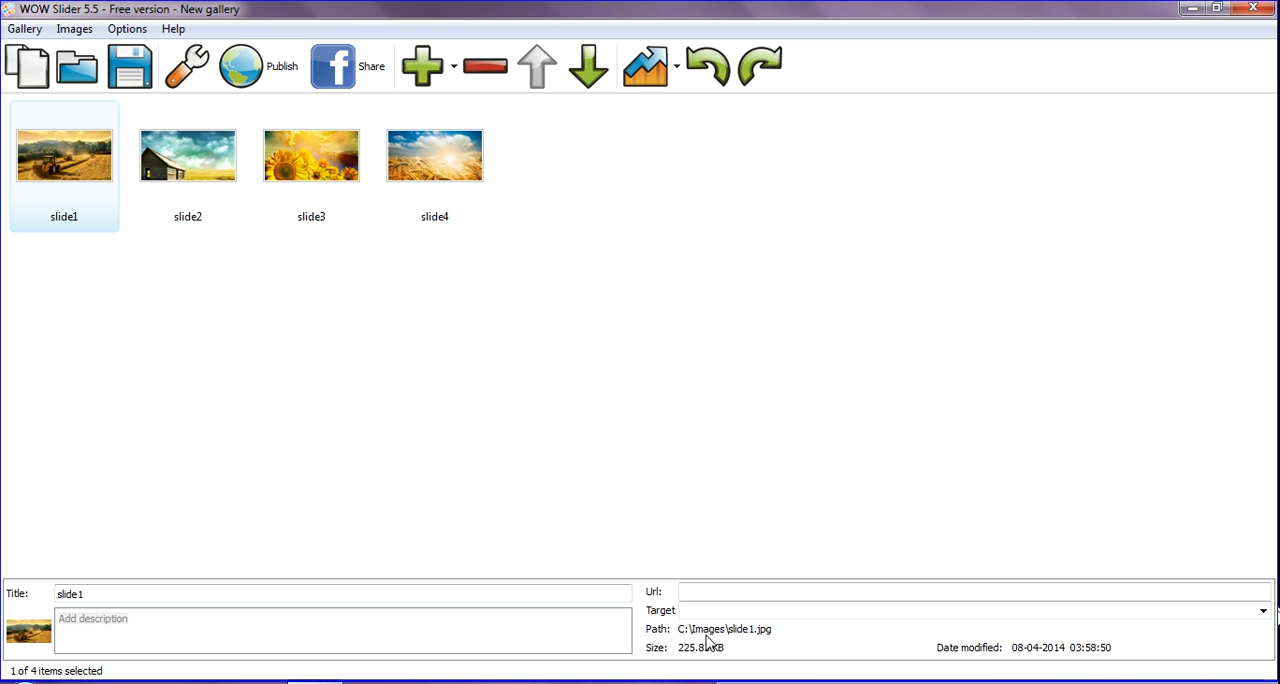 WOW Slider 5.5 - Free version - New gallery
Gallery Images Options Help
Publish Share
slide1 slide2 slide3 slide4
Title: slide1
Add description
Url:
Target
Path: C:\Images\slide1.jpg
Size: Date modified: 08-04-2014 03:58:50
1 of 4 items selected